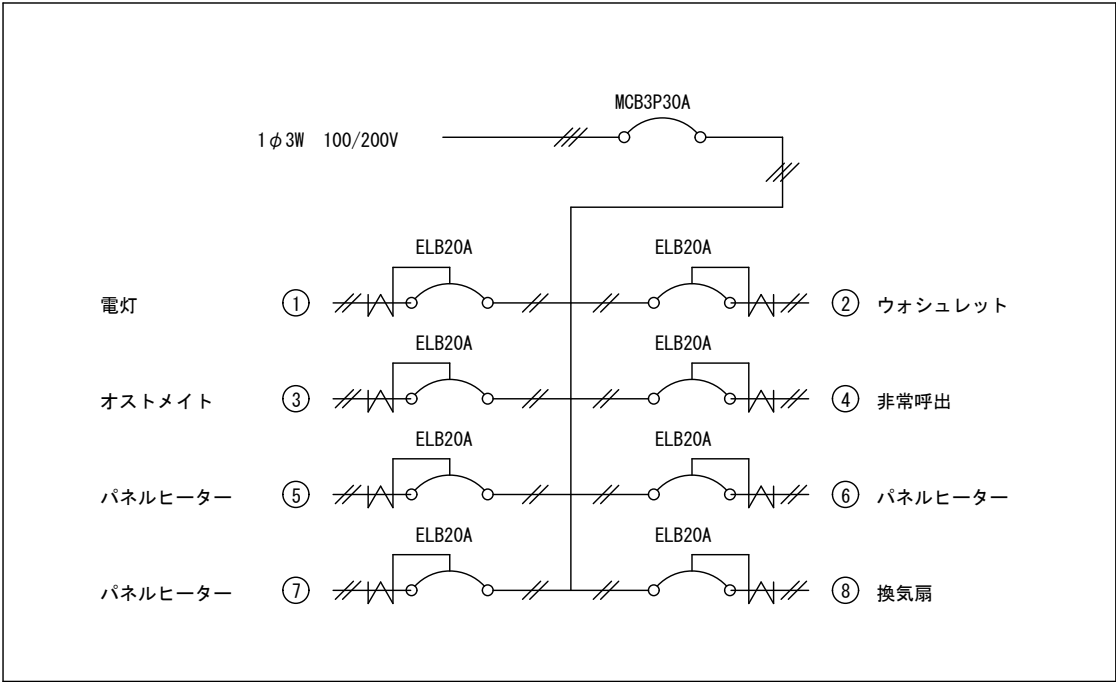 MCB3P30A
1φ3W 100/200V
ELB20A ELB20A
電灯 ① ② ウォシュレット
ELB20A ELB20A
オストメイト ③ ④ 非常呼出
ELB20A ELB20A
パネルヒーター ⑤ ⑥ パネルヒーター
ELB20A ELB20A
パネルヒーター ⑦ ⑧ 換気扇